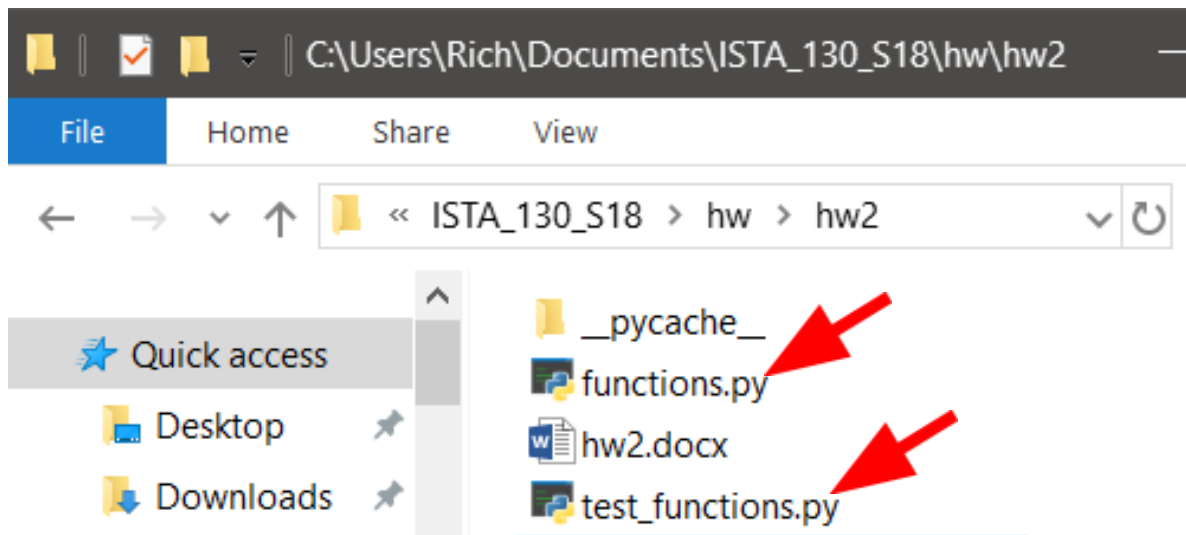 C:\Users\Rich\Documents\ISTA_130_S18\hw\hw2
File Home Share View
« ISTA_130_S18 > hw > hw2
Quick access
Desktop
Downloads
__pycache__
functions.py
hw2.docx
test_functions.py